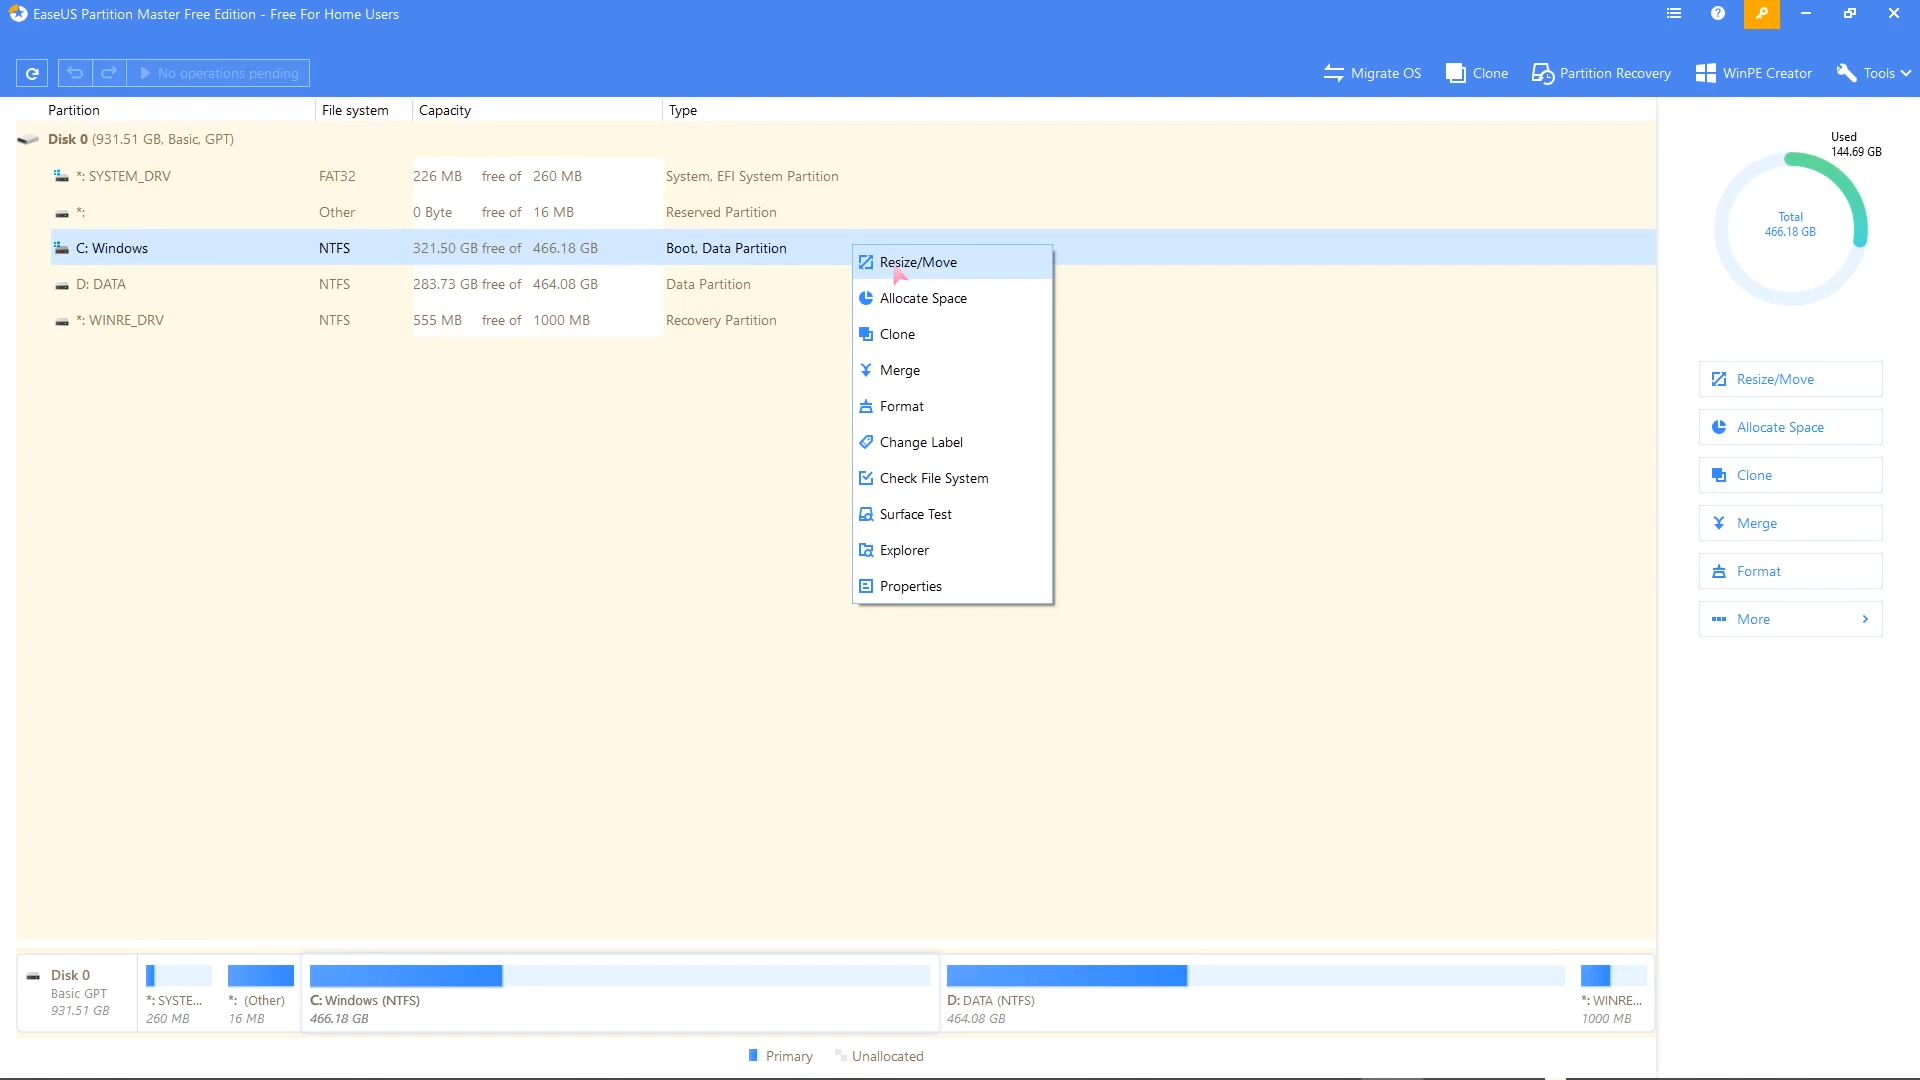 EaseUS Partition Master Free Edition - Free For Home Users
No operations pending
Migrate OS
Clone
Partition Recovery
WinPE Creator
Tools
Partition File system Capacity Type
Disk 0 (931.51 GB, Basic, GPT)
*: SYSTEM_DRV FAT32 226 MB free of 260 MB System, EFI System Partition
*: Other 0 Byte free of 16 MB Reserved Partition
C: Windows NTFS 321.50 GB free of 466.18 GB Boot, Data Partition
D: DATA NTFS 283.73 GB free of 464.08 GB Data Partition
*: WINRE_DRV NTFS 555 MB free of 1000 MB Recovery Partition
Resize/Move
Allocate Space
Clone
Merge
Format
Change Label
Check File System
Surface Test
Explorer
Properties
Used
144.69 GB
Total
466.18 GB
Resize/Move
Allocate Space
Clone
Merge
Format
More
Disk 0
Basic GPT
931.51 GB
*: SYSTE...
260 MB
*: (Other)
16 MB
C: Windows (NTFS)
466.18 GB
D: DATA (NTFS)
464.08 GB
*: WINRE...
1000 MB
Primary
Unallocated